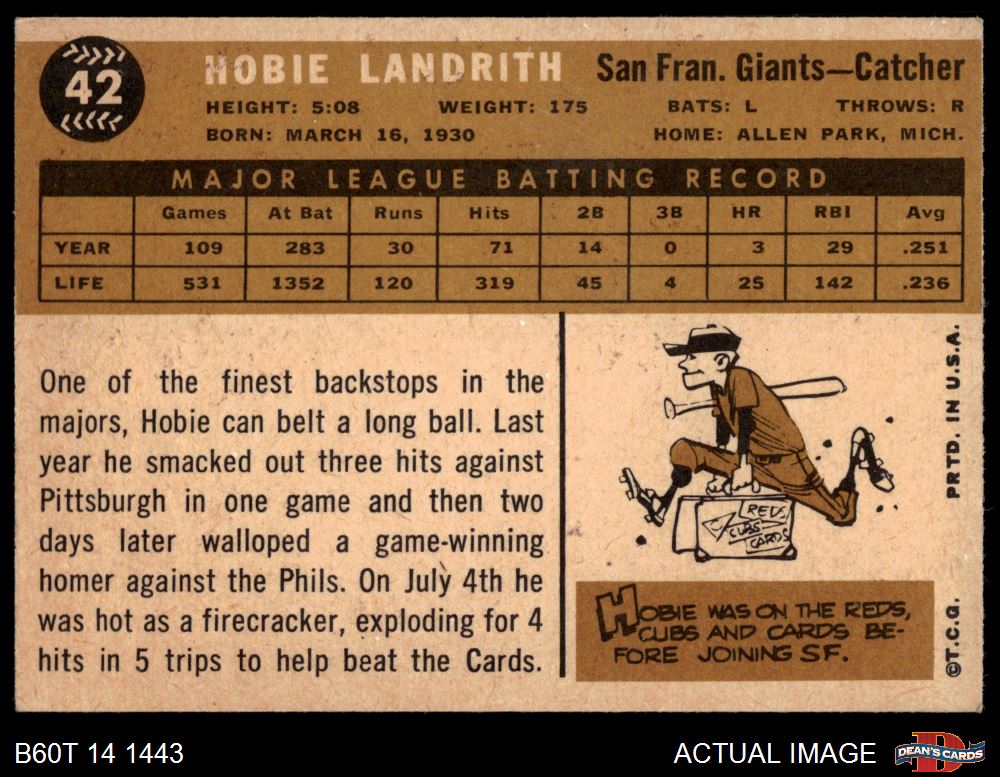 42
HOBIE LANDRITH San Fran. Giants—Catcher
HEIGHT: 5:08 WEIGHT: 175 BATS: L THROWS: R
BORN: MARCH 16, 1930 HOME: ALLEN PARK, MICH.
MAJOR LEAGUE BATTING RECORD
Games At Bat Runs Hits 2B 3B HR RBI Avg
YEAR 109 283 30 71 14 0 3 29 .251
LIFE 531 1352 120 319 45 4 25 142 .236
One of the finest backstops in the
majors, Hobie can belt a long ball. Last
year he smacked out three hits against
Pittsburgh in one game and then two
days later walloped a game-winning
homer against the Phils. On July 4th he
was hot as a firecracker, exploding for 4
hits in 5 trips to help beat the Cards.
REDS
CUBS
CARDS
HOBIE WAS ON THE REDS,
CUBS AND CARDS BE-
FORE JOINING SF.
©T.C.G. PRTD. IN U.S.A.
B60T 14 1443 ACTUAL IMAGE DEAN'S CARDS